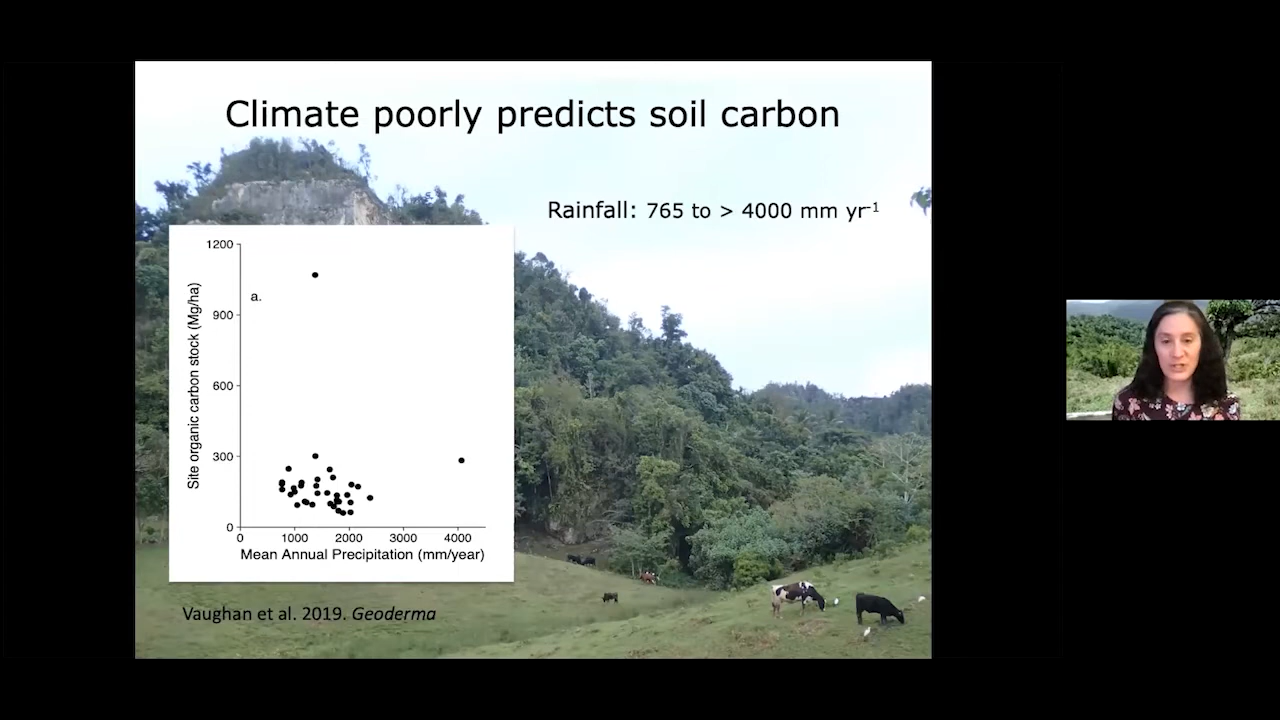 Climate poorly predicts soil carbon
Rainfall: 765 to > 4000 mm yr⁻¹
1200
900
600
300
0
Site organic carbon stock (Mg/ha)
a.
0 1000 2000 3000 4000
Mean Annual Precipitation (mm/year)
Vaughan et al. 2019. Geoderma